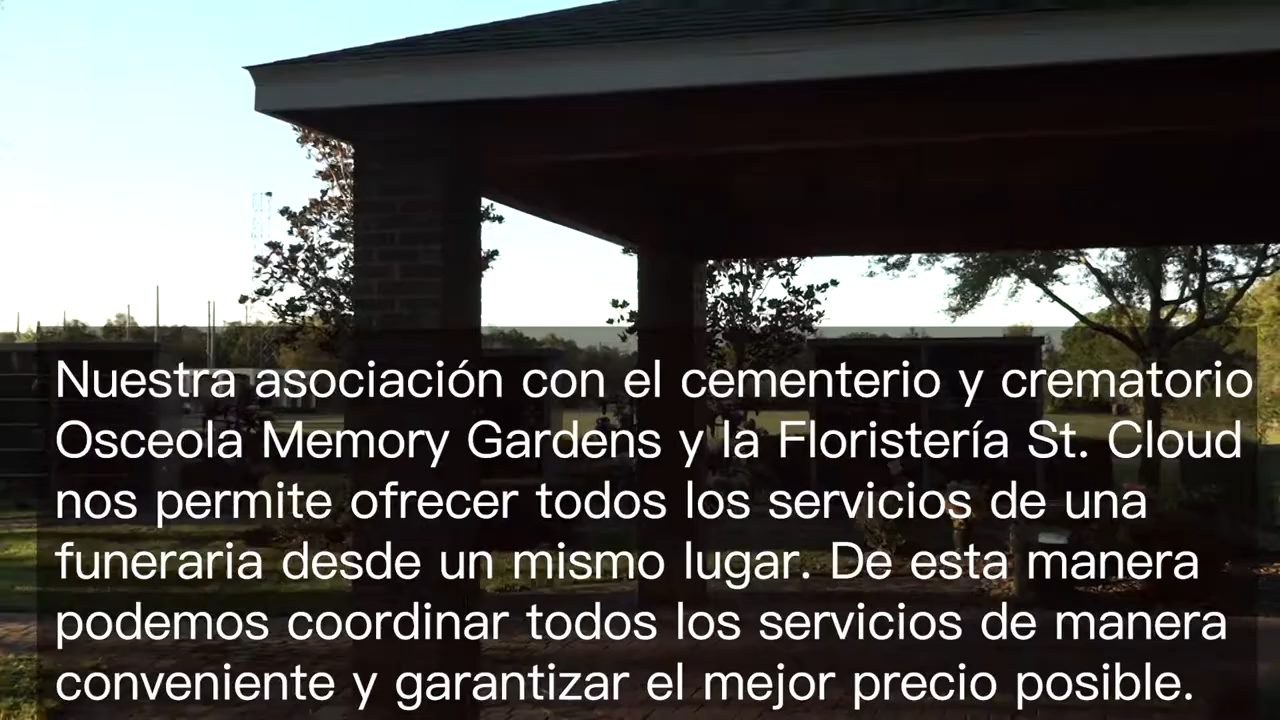 Nuestra asociación con el cementerio y crematorio
Osceola Memory Gardens y la Floristería St. Cloud
nos permite ofrecer todos los servicios de una
funeraria desde un mismo lugar. De esta manera
podemos coordinar todos los servicios de manera
conveniente y garantizar el mejor precio posible.